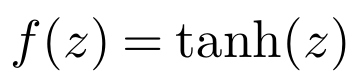 f(z) = tanh(z)